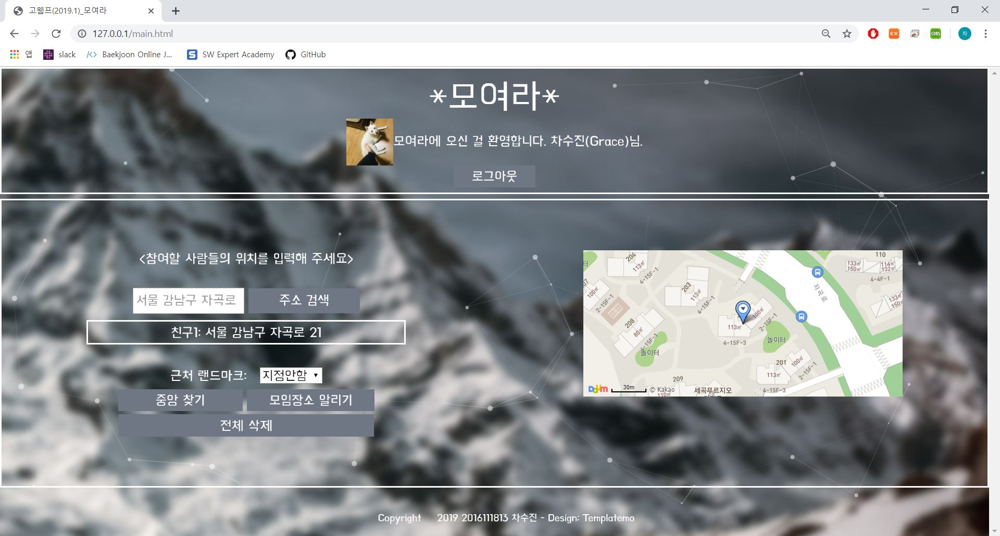 고웹프(2019.1)_모여라
127.0.0.1/main.html
EX
CORS
차
앱
slack
Baekjoon Online J...
SW Expert Academy
GitHub
*모여라*
모여라에 오신 걸 환영합니다. 차수진(Grace)님.
로그아웃
<참여할 사람들의 위치를 입력해 주세요>
서울 강남구 자곡로
주소 검색
친구1: 서울 강남구 자곡로 21
근처 랜드마크:
지정안함
중맘 찾기
모임장소 알리기
전체 삭제
204
113㎡
4-15F-1
터
07
100㎡
2-15F-1
203
113㎡
4-15F-1
208
80㎡
4-15F-1
놀이터
100㎡
113㎡
2-15F-1
4-15F-3
놀이터
자곡로
110
133㎡
150㎡
114㎡
132㎡
4-4F-1
133㎡
201
100㎡
113㎡
2-15F-1
4-15F-3
209
110㎡
세곡푸르지오
Daum
30m
© Kakao
Copyright 2019 2016111813 차수진 - Design: Templatemo